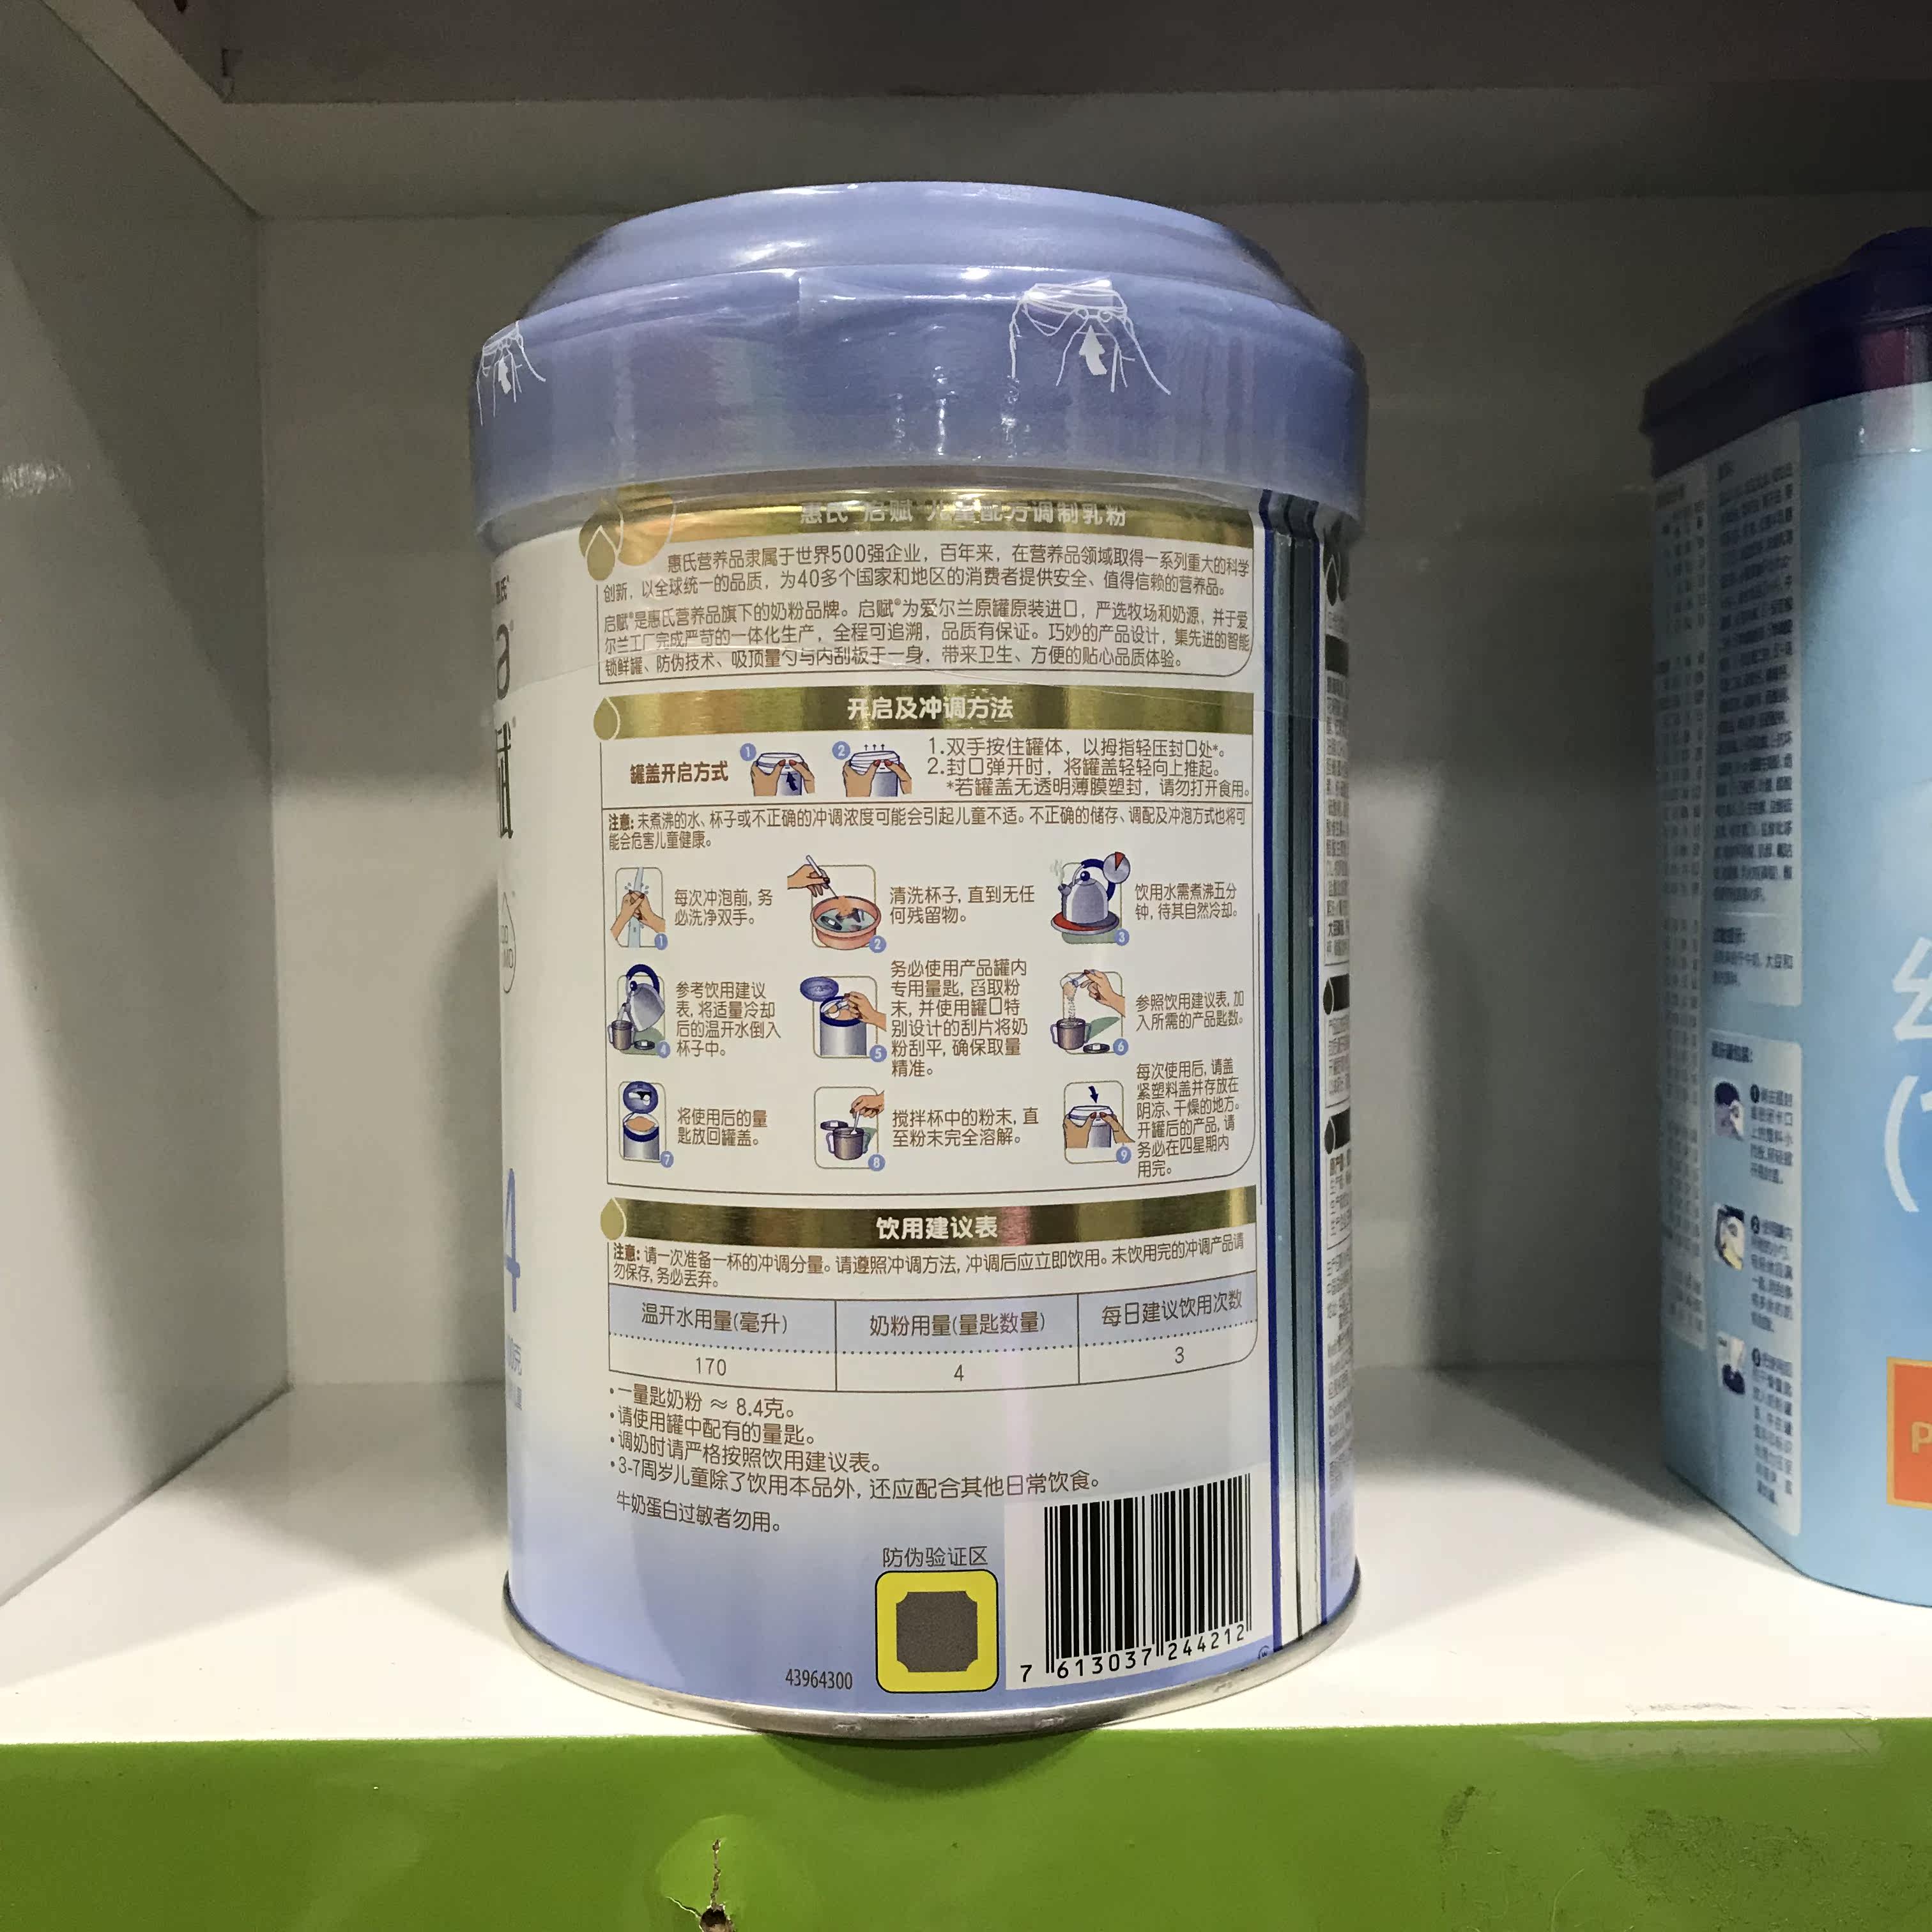 惠氏 启赋 儿童配方调制乳粉
惠氏营养品隶属于世界500强企业，百年来，在营养品领域取得一系列重大的科学
创新，以全球统一的品质，为40多个国家和地区的消费者提供安全、值得信赖的营养品。
启赋®是惠氏营养品旗下的奶粉品牌。启赋®为爱尔兰原罐原装进口，严选牧场和奶源，并于爱
尔兰工厂完成严苛的一体化生产，全程可追溯，品质有保证。巧妙的产品设计，集先进的智能
锁鲜罐、防伪技术、吸顶量勺与内刮板于一身，带来卫生、方便的贴心品质体验。
开启及冲调方法
罐盖开启方式
1
2
1.双手按住罐体，以拇指轻压封口处*。
2.封口弹开时，将罐盖轻轻向上推起。
*若罐盖无透明薄膜塑封，请勿打开食用。
注意: 未煮沸的水、杯子或不正确的冲调浓度可能会引起儿童不适。不正确的储存、调配及冲泡方式也将可
能会危害儿童健康。
每次冲泡前, 务
必洗净双手。
1
清洗杯子, 直到无任
何残留物。
2
饮用水需煮沸五分
钟, 待其自然冷却。
3
参考饮用建议
表, 将适量冷却
后的温开水倒入
杯子中。
4
务必使用产品罐内
专用量匙, 舀取粉
末, 并使用罐口特
别设计的刮片将奶
粉刮平, 确保取量
精准。
5
参照饮用建议表, 加
入所需的产品匙数。
6
将使用后的量
匙放回罐盖。
7
搅拌杯中的粉末, 直
至粉末完全溶解。
8
每次使用后, 请盖
紧塑料盖并存放在
阴凉、干燥的地方。
开罐后的产品, 请
务必在四星期内
用完。
9
饮用建议表
注意: 请一次准备一杯的冲调分量。请遵照冲调方法, 冲调后应立即饮用。未饮用完的冲调产品请
勿保存, 务必丢弃。
温开水用量(毫升) 奶粉用量(量匙数量) 每日建议饮用次数
170 4 3
•一量匙奶粉 ≈ 8.4克。
•请使用罐中配有的量匙。
•调奶时请严格按照饮用建议表。
•3-7周岁儿童除了饮用本品外, 还应配合其他日常饮食。
牛奶蛋白过敏者勿用。
防伪验证区
43964300
7 613037 244212
4